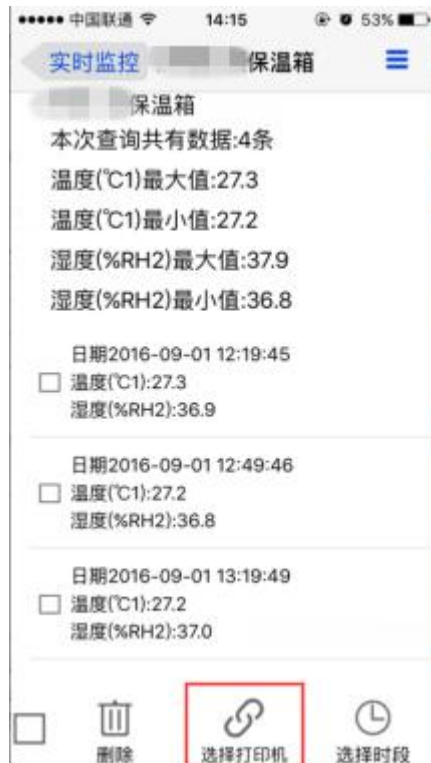 中国联通 14:15 53%
实时监控 保温箱
保温箱
本次查询共有数据:4条
温度(℃1)最大值:27.3
温度(℃1)最小值:27.2
湿度(%RH2)最大值:37.9
湿度(%RH2)最小值:36.8
日期2016-09-01 12:19:45
温度(℃1):27.3
湿度(%RH2):36.9
日期2016-09-01 12:49:46
温度(℃1):27.2
湿度(%RH2):36.8
日期2016-09-01 13:19:49
温度(℃1):27.2
湿度(%RH2):37.0
删除 选择打印机 选择时段